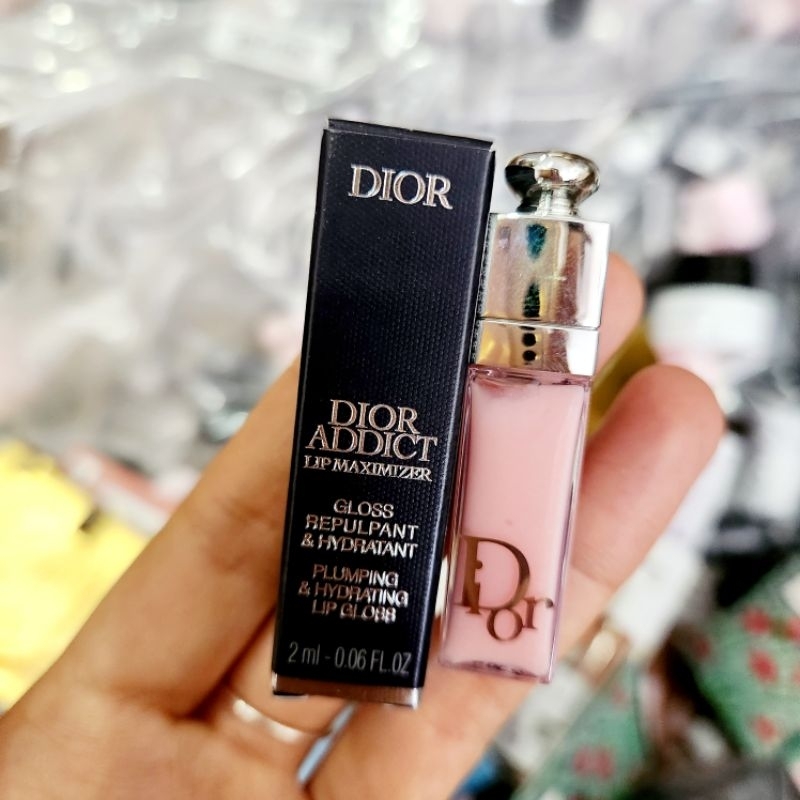 DIOR
DIOR
ADDICT
LIP MAXIMIZER
GLOSS
REPULPANT
& HYDRATANT
PLUMPING
& HYDRATING
LIP GLOSS
2 ml - 0.06 FL.OZ
Dior